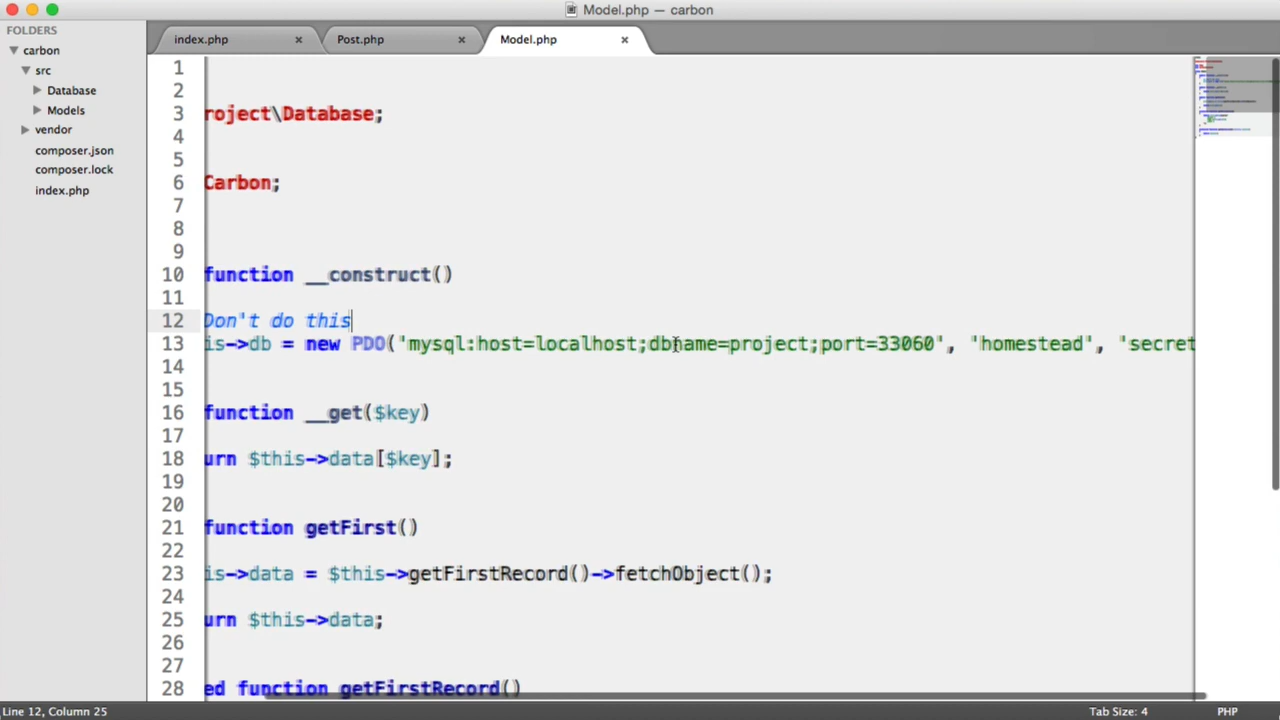 Model.php — carbon
FOLDERS
carbon
src
Database
Models
vendor
composer.json
composer.lock
index.php
index.php × Post.php × Model.php ×
1
2
3 roject\Database;
4
5
6 Carbon;
7
8
9
10 function __construct()
11
12 Don't do this
13 is->db = new PDO('mysql:host=localhost;dbname=project;port=33060', 'homestead', 'secret
14
15
16 function __get($key)
17
18 urn $this->data[$key];
19
20
21 function getFirst()
22
23 is->data = $this->getFirstRecord()->fetchObject();
24
25 urn $this->data;
26
27
28 ed function getFirstRecord()
Line 12, Column 25
Tab Size: 4
PHP